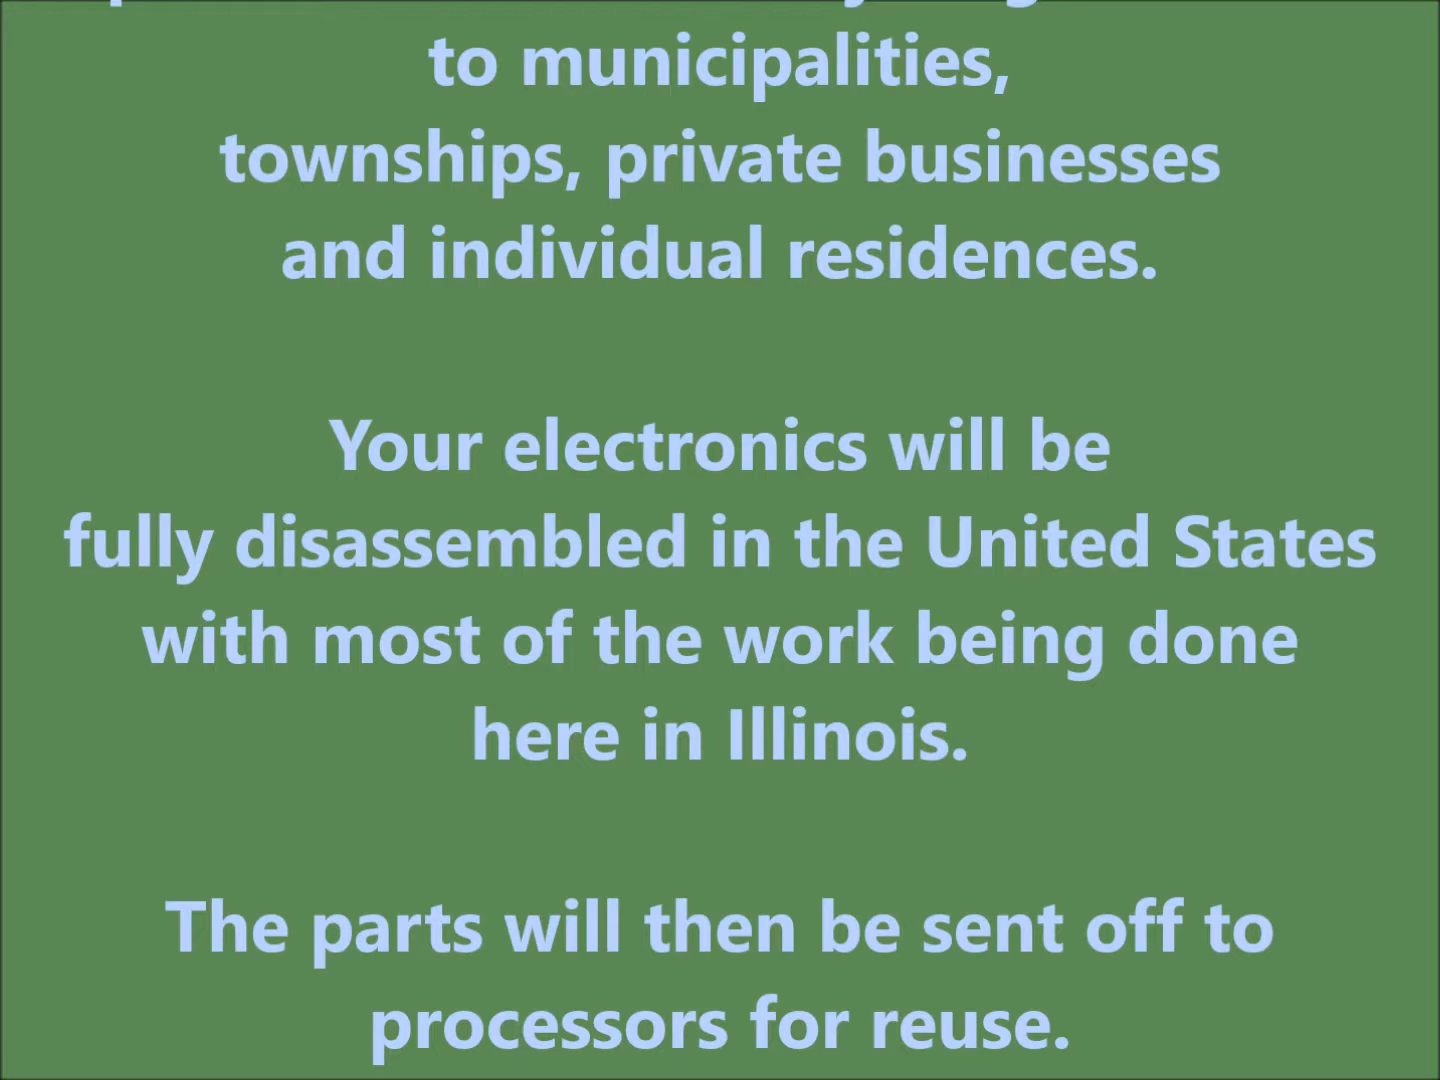 to municipalities,
townships, private businesses
and individual residences.
Your electronics will be
fully disassembled in the United States
with most of the work being done
here in Illinois.
The parts will then be sent off to
processors for reuse.